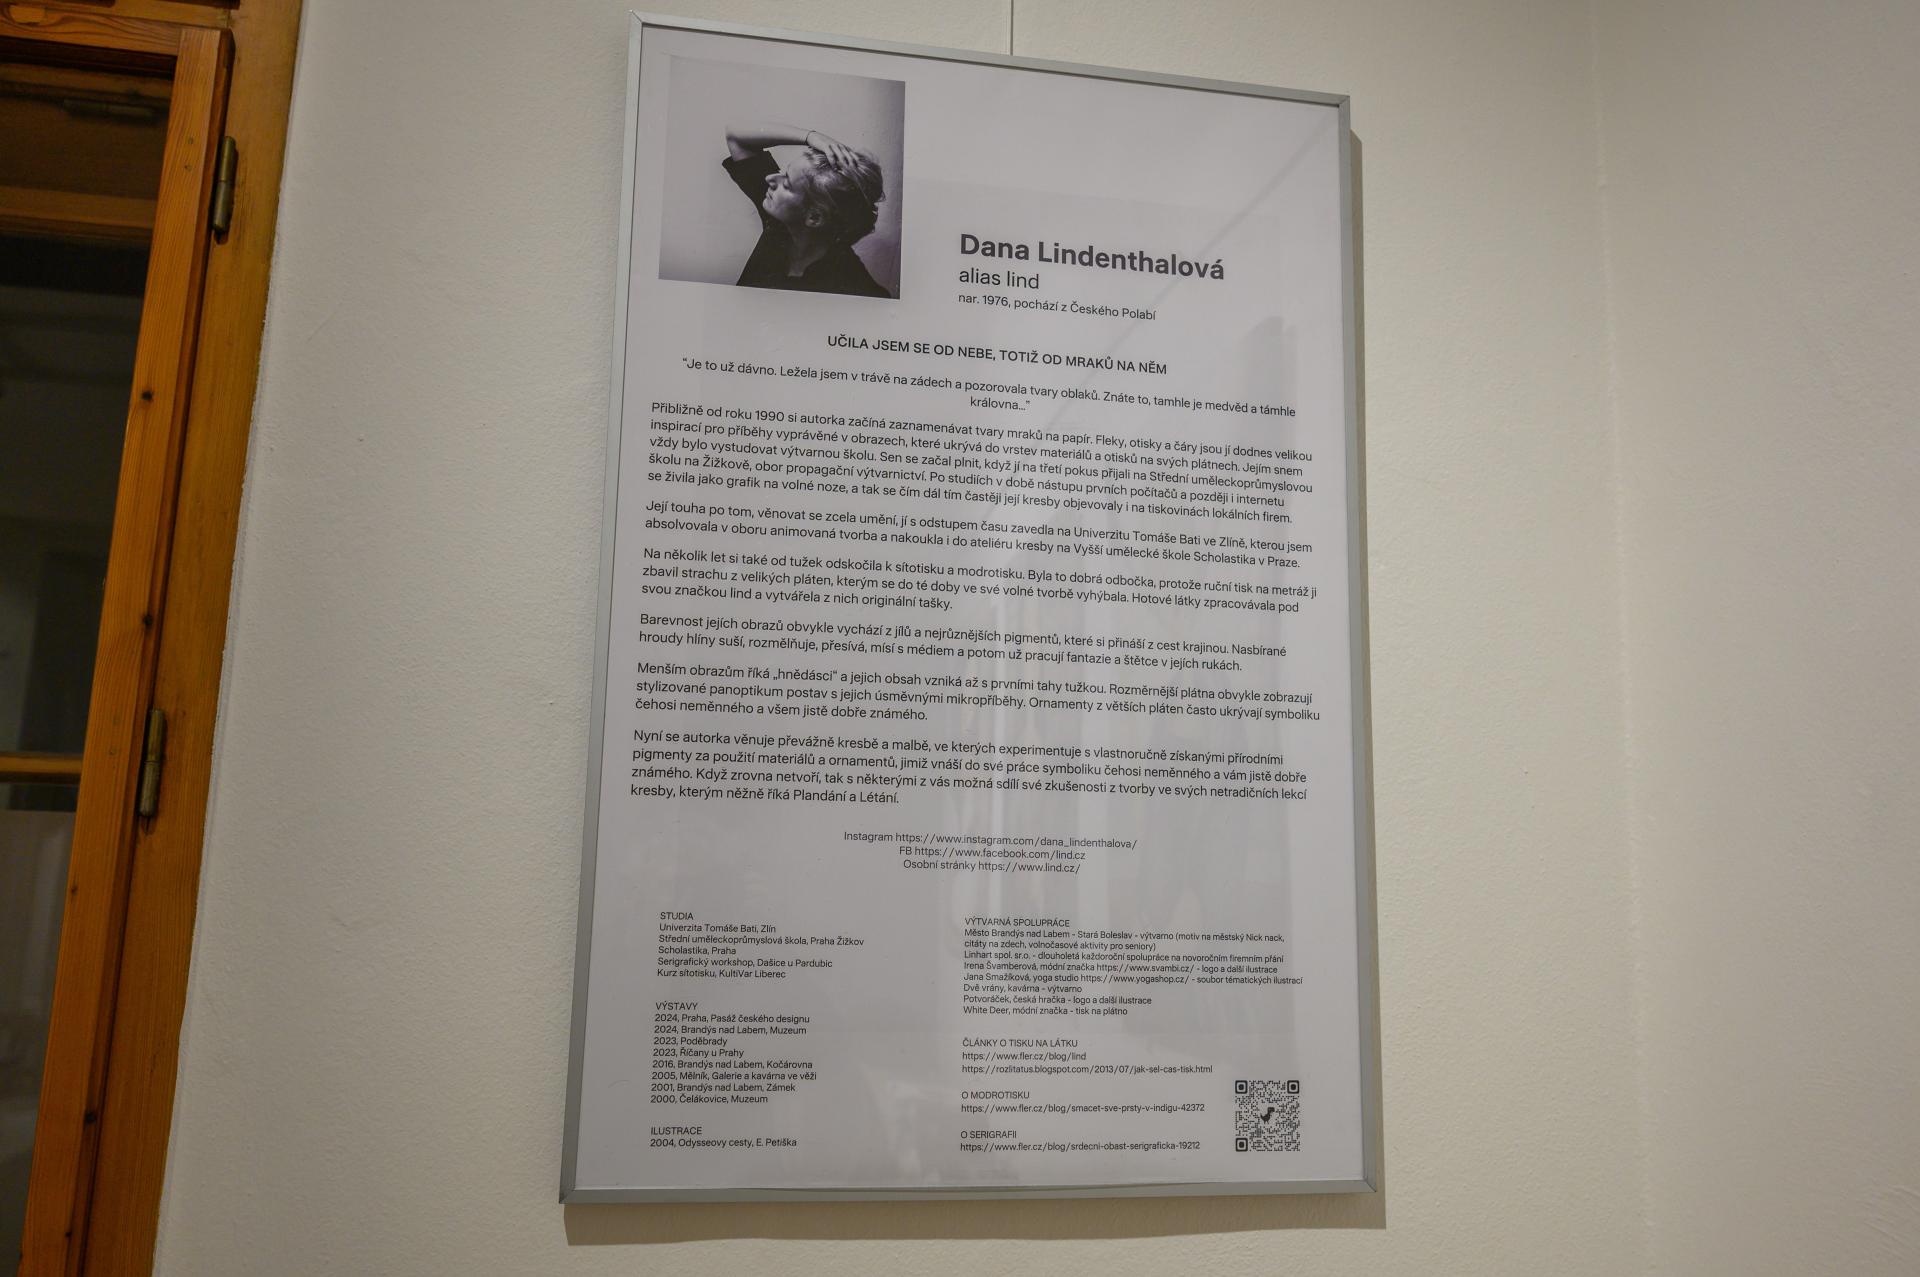 Dana Lindenthalová
alias lind
nar. 1976, pochází z Českého Polabí
UČILA JSEM SE OD NEBE, TOTIŽ OD MRAKŮ NA NĚM
“Je to už dávno. Ležela jsem v trávě na zádech a pozorovala tvary oblaků. Znáte to, tamhle je medvěd a támhle
královna...”
Přibližně od roku 1990 si autorka začíná zaznamenávat tvary mraků na papír. Fleky, otisky a čáry jsou jí dodnes velikou
inspirací pro příběhy vyprávěné v obrazech, které ukrývá do vrstev materiálů a otisků na svých plátnech. Jejím snem
vždy bylo vystudovat výtvarnou školu. Sen se začal plnit, když jí na třetí pokus přijali na Střední uměleckoprůmyslovou
školu na Žižkově, obor propagační výtvarnictví. Po studiích v době nástupu prvních počítačů a později i internetu
se živila jako grafik na volné noze, a tak se čím dál tím častěji její kresby objevovaly i na tiskovinách lokálních firem.
Její touha po tom, věnovat se zcela umění, jí s odstupem času zavedla na Univerzitu Tomáše Bati ve Zlíně, kterou jsem
absolvovala v oboru animovaná tvorba a nakoukla i do ateliéru kresby na Vyšší umělecké škole Scholastika v Praze.
Na několik let si také od tužek odskočila k sítotisku a modrotisku. Byla to dobrá odbočka, protože ruční tisk na metráž ji
zbavil strachu z velikých pláten, kterým se do té doby ve své volné tvorbě vyhýbala. Hotové látky zpracovávala pod
svou značkou lind a vytvářela z nich originální tašky.
Barevnost jejích obrazů obvykle vychází z jílů a nejrůznějších pigmentů, které si přináší z cest krajinou. Nasbírané
hroudy hlíny suší, rozmělňuje, přesívá, mísí s médiem a potom už pracují fantazie a štětce v jejích rukách.
Menším obrazům říká „hnědásci“ a jejich obsah vzniká až s prvními tahy tužkou. Rozměrnější plátna obvykle zobrazují
stylizované panoptikum postav s jejich úsměvnými mikropříběhy. Ornamenty z větších pláten často ukrývají symboliku
čehosi neměnného a všem jistě dobře známého.
Nyní se autorka věnuje převážně kresbě a malbě, ve kterých experimentuje s vlastnoručně získanými přírodními
pigmenty za použití materiálů a ornamentů, jimiž vnáší do své práce symboliku čehosi neměnného a vám jistě dobře
známého. Když zrovna netvoří, tak s některými z vás možná sdílí své zkušenosti z tvorby ve svých netradičních lekcí
kresby, kterým něžně říká Plandání a Létání.
Instagram https://www.instagram.com/dana_lindenthalova/
FB https://www.facebook.com/lind.cz
Osobní stránky https://www.lind.cz/
STUDIA
Univerzita Tomáše Bati, Zlín
Střední uměleckoprůmyslová škola, Praha Žižkov
Scholastika, Praha
Serigrafický workshop, Dašice u Pardubic
Kurz sítotisku, KultiVar Liberec
VÝSTAVY
2024, Praha, Pasáž českého designu
2024, Brandýs nad Labem, Muzeum
2023, Poděbrady
2023, Říčany u Prahy
2016, Brandýs nad Labem, Kočárovna
2005, Mělník, Galerie a kavárna ve věži
2001, Brandýs nad Labem, Zámek
2000, Čelákovice, Muzeum
ILUSTRACE
2004, Odysseovy cesty, E. Petiška
VÝTVARNÁ SPOLUPRÁCE
Město Brandýs nad Labem - Stará Boleslav - výtvarno (motiv na městský Nick nack,
citáty na zdech, volnočasové aktivity pro seniory)
Linhart spol. sr.o. - dlouholetá každoroční spolupráce na novoročním firemním přání
Irena Švamberová, módní značka https://www.svambi.cz/ - logo a další ilustrace
Jana Smažíková, yoga studio https://www.yogashop.cz/ - soubor tématických ilustrací
Dvě vrány, kavárna - výtvarno
Potvoráček, česká hračka - logo a další ilustrace
White Deer, módní značka - tisk na plátno
ČLÁNKY O TISKU NA LÁTKU
https://www.fler.cz/blog/lind
https://rozlitatus.blogspot.com/2013/07/jak-sel-cas-tisk.html
O MODROTISKU
https://www.fler.cz/blog/smacet-sve-prsty-v-indigu-42372
O SERIGRAFII
https://www.fler.cz/blog/srdecni-obast-serigraficka-19212